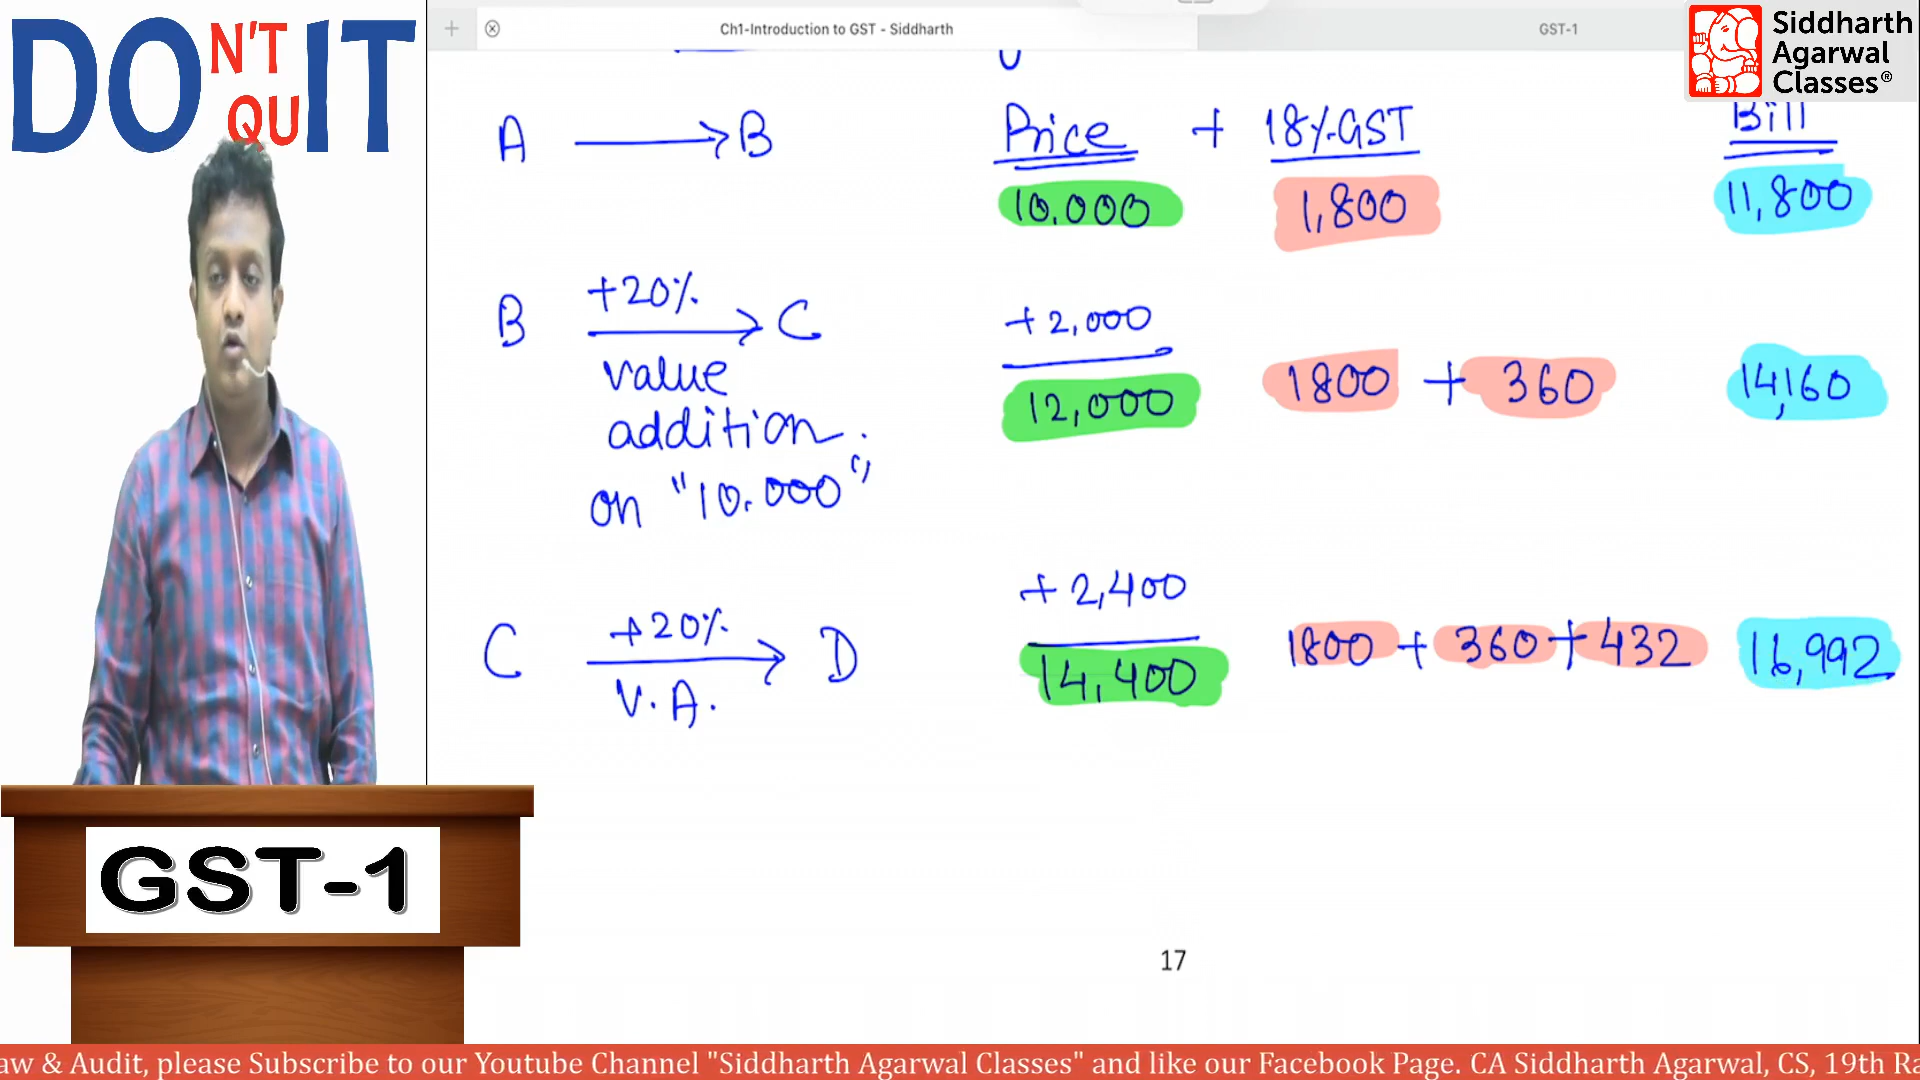 DON'T QUIT
Ch1-Introduction to GST - Siddharth
GST-1
Siddharth
Agarwal
Classes®
A → B Price + 18% GST Bill
10,000 1,800 11,800
B +20% → C +2,000
value 12,000 1800 + 360 14,160
addition
on "10,000"
C +20% → D +2,400
V.A. 14,400 1800 + 360 + 432 16,992
GST-1
17
aw & Audit, please Subscribe to our Youtube Channel "Siddharth Agarwal Classes" and like our Facebook Page. CA Siddharth Agarwal, CS, 19th Ra